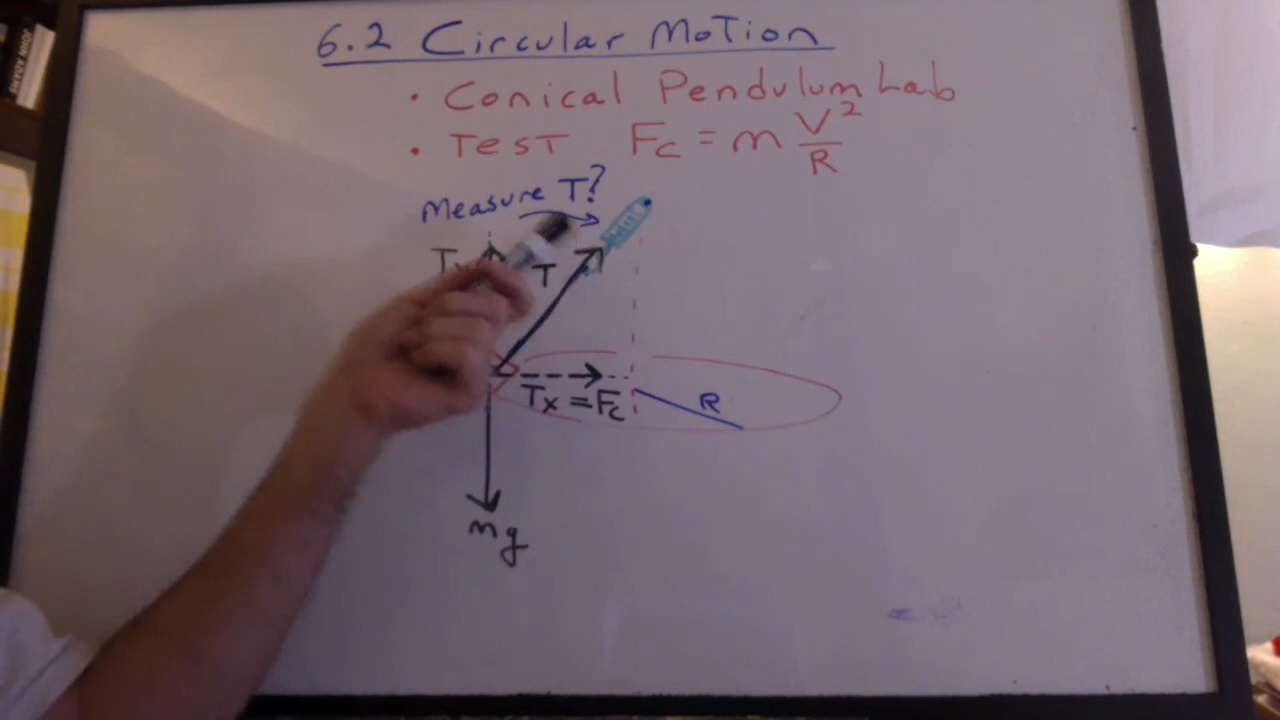 6.2 Circular Motion
• Conical Pendulum Lab
• Test Fc = m V²/R
Measure T?
T
Tx = Fc
R
mg